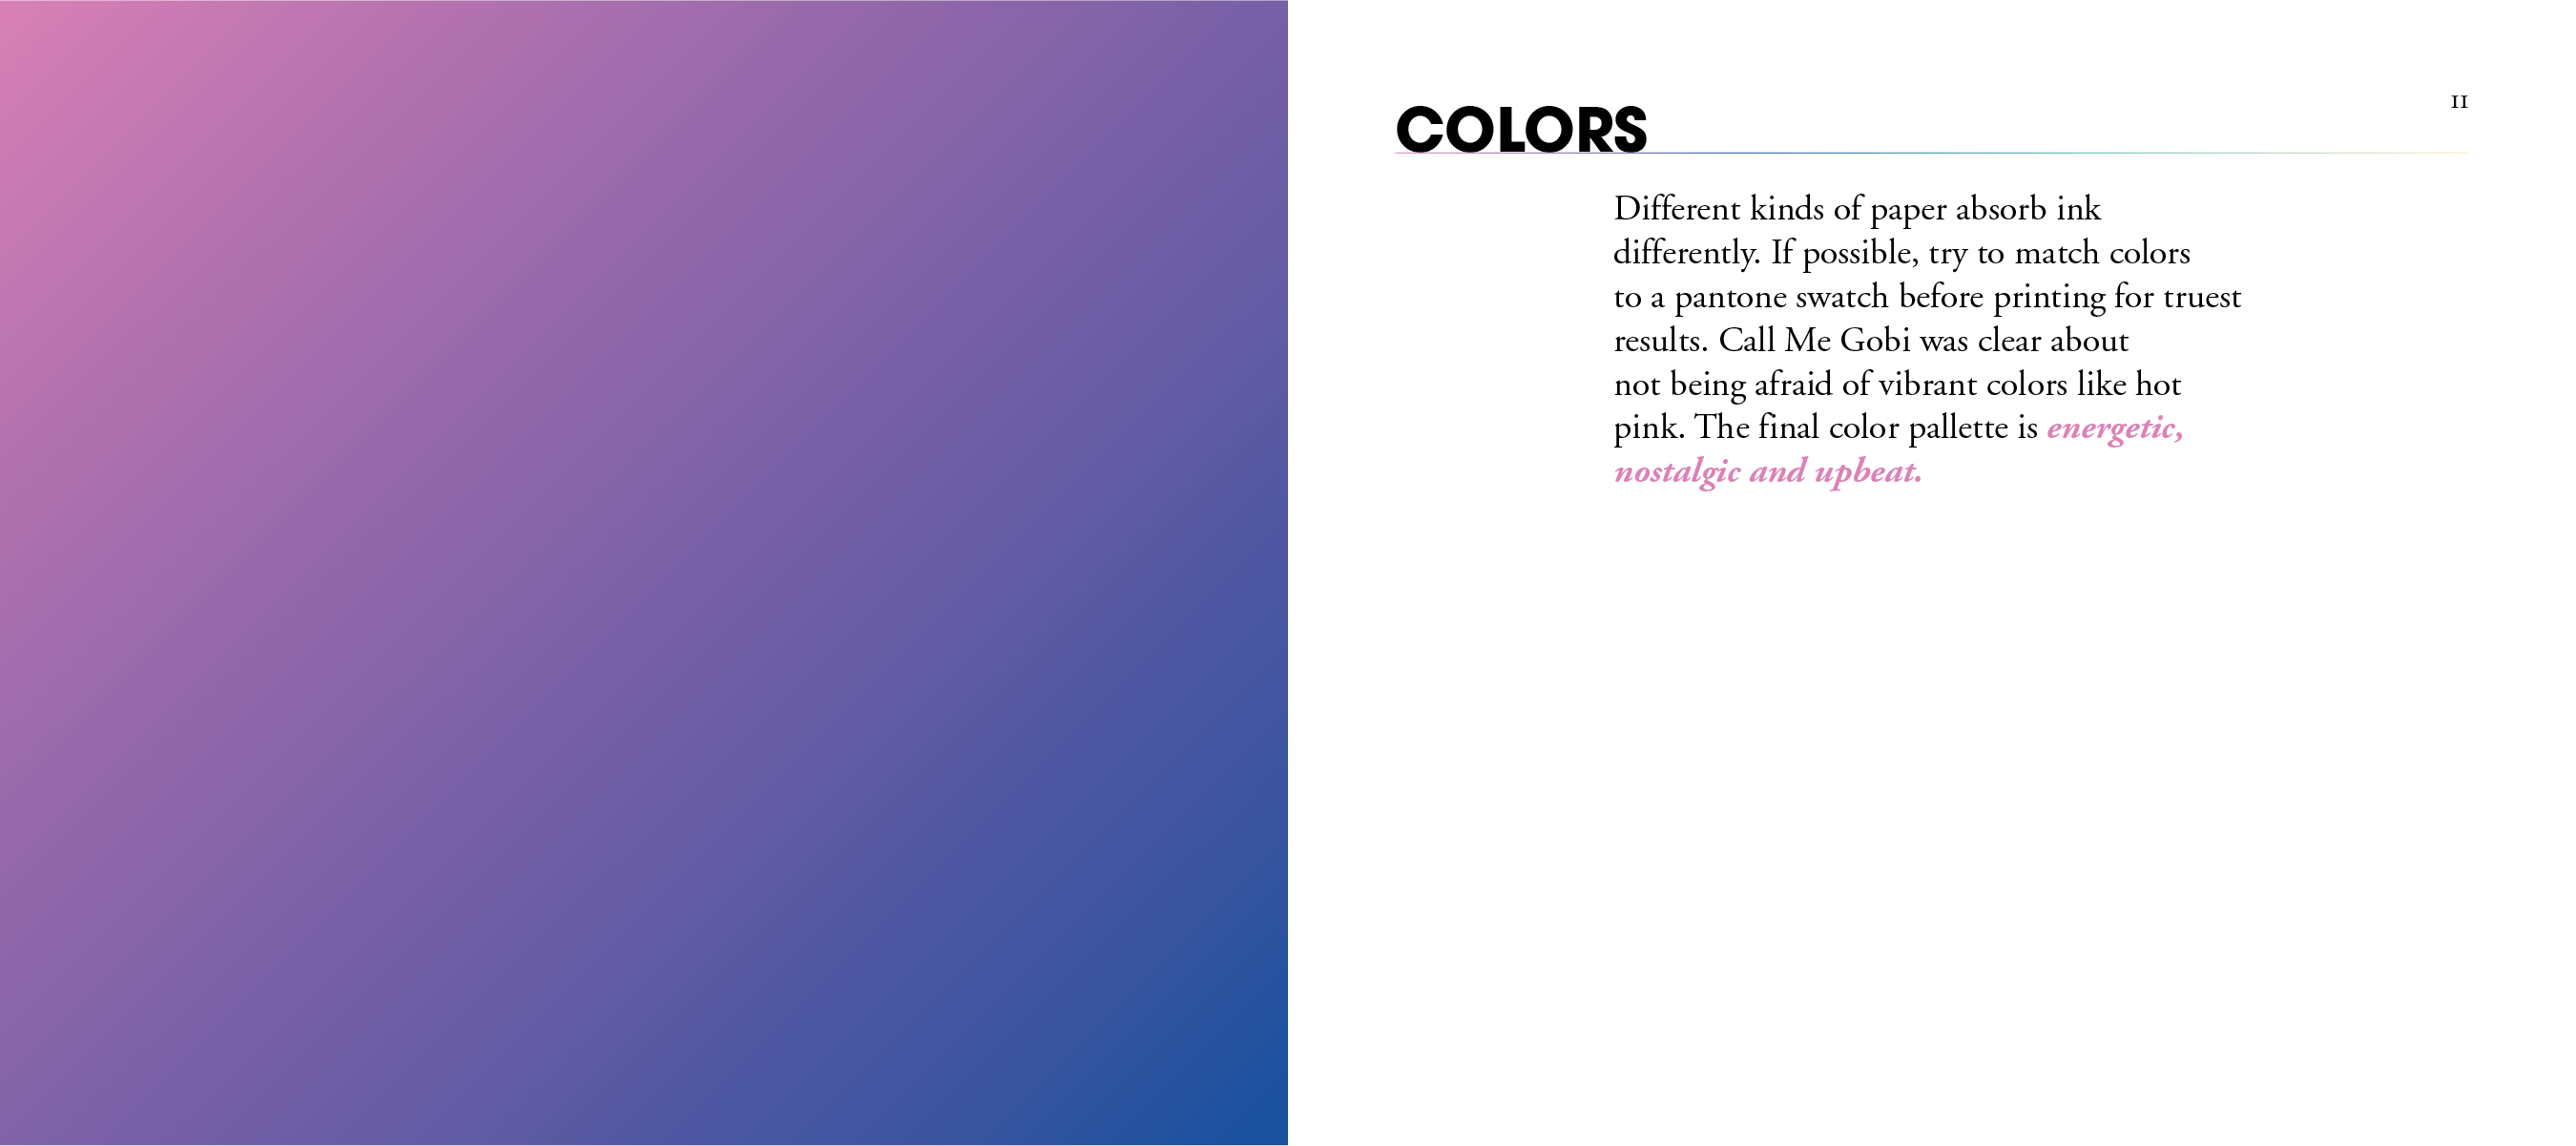 COLORS
11
Different kinds of paper absorb ink
differently. If possible, try to match colors
to a pantone swatch before printing for truest
results. Call Me Gobi was clear about
not being afraid of vibrant colors like hot
pink. The final color pallette is energetic,
nostalgic and upbeat.